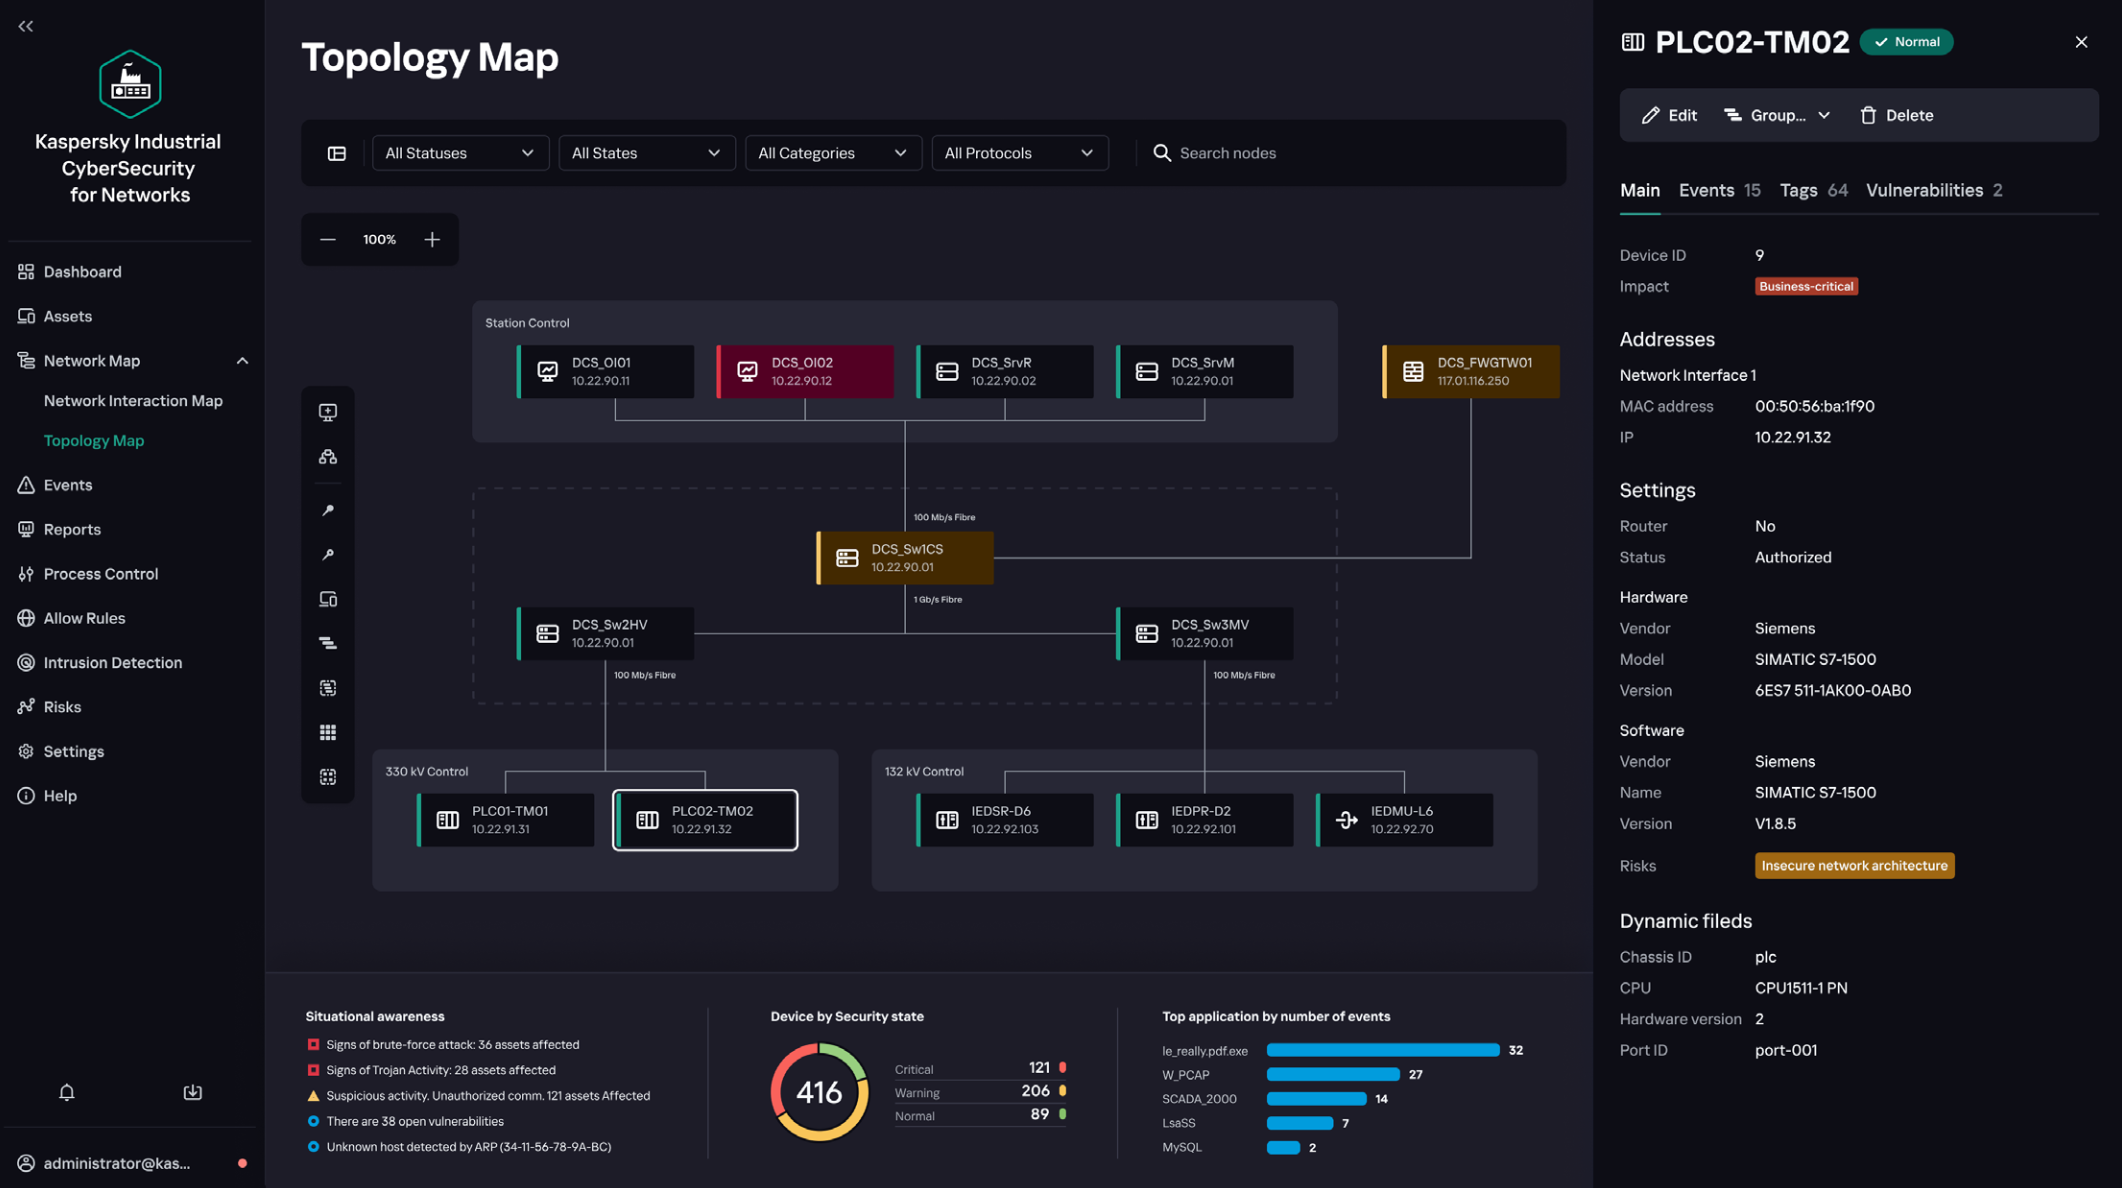 Kaspersky Industrial
CyberSecurity
for Networks
Dashboard
Assets
Network Map
Network Interaction Map
Topology Map
Events
Reports
Process Control
Allow Rules
Intrusion Detection
Risks
Settings
Help
administrator@kas...
Topology Map
All Statuses
All States
All Categories
All Protocols
Search nodes
100%
Station Control
DCS_OI01
10.22.90.11
DCS_OI02
10.22.90.12
DCS_SrvR
10.22.90.02
DCS_SrvM
10.22.90.01
DCS_FWGTW01
117.01.116.250
100 Mb/s Fibre
DCS_Sw1CS
10.22.90.01
1 Gb/s Fibre
DCS_Sw2HV
10.22.90.01
DCS_Sw3MV
10.22.90.01
100 Mb/s Fibre
100 Mb/s Fibre
330 kV Control
PLC01-TM01
10.22.91.31
PLC02-TM02
10.22.91.32
132 kV Control
IEDSR-D6
10.22.92.103
IEDPR-D2
10.22.92.101
IEDMU-L6
10.22.92.70
Situational awareness
Signs of brute-force attack: 36 assets affected
Signs of Trojan Activity: 28 assets affected
Suspicious activity. Unauthorized comm. 121 assets Affected
There are 38 open vulnerabilities
Unknown host detected by ARP (34-11-56-78-9A-BC)
Device by Security state
416
Critical 121
Warning 206
Normal 89
Top application by number of events
le_really.pdf.exe 32
W_PCAP 27
SCADA_2000 14
LsaSS 7
MySQL 2
PLC02-TM02 Normal
Edit Group... Delete
Main Events 15 Tags 64 Vulnerabilities 2
Device ID 9
Impact Business-critical
Addresses
Network Interface 1
MAC address 00:50:56:ba:1f90
IP 10.22.91.32
Settings
Router No
Status Authorized
Hardware
Vendor Siemens
Model SIMATIC S7-1500
Version 6ES7 511-1AK00-0AB0
Software
Vendor Siemens
Name SIMATIC S7-1500
Version V1.8.5
Risks Insecure network architecture
Dynamic fileds
Chassis ID plc
CPU CPU1511-1 PN
Hardware version 2
Port ID port-001